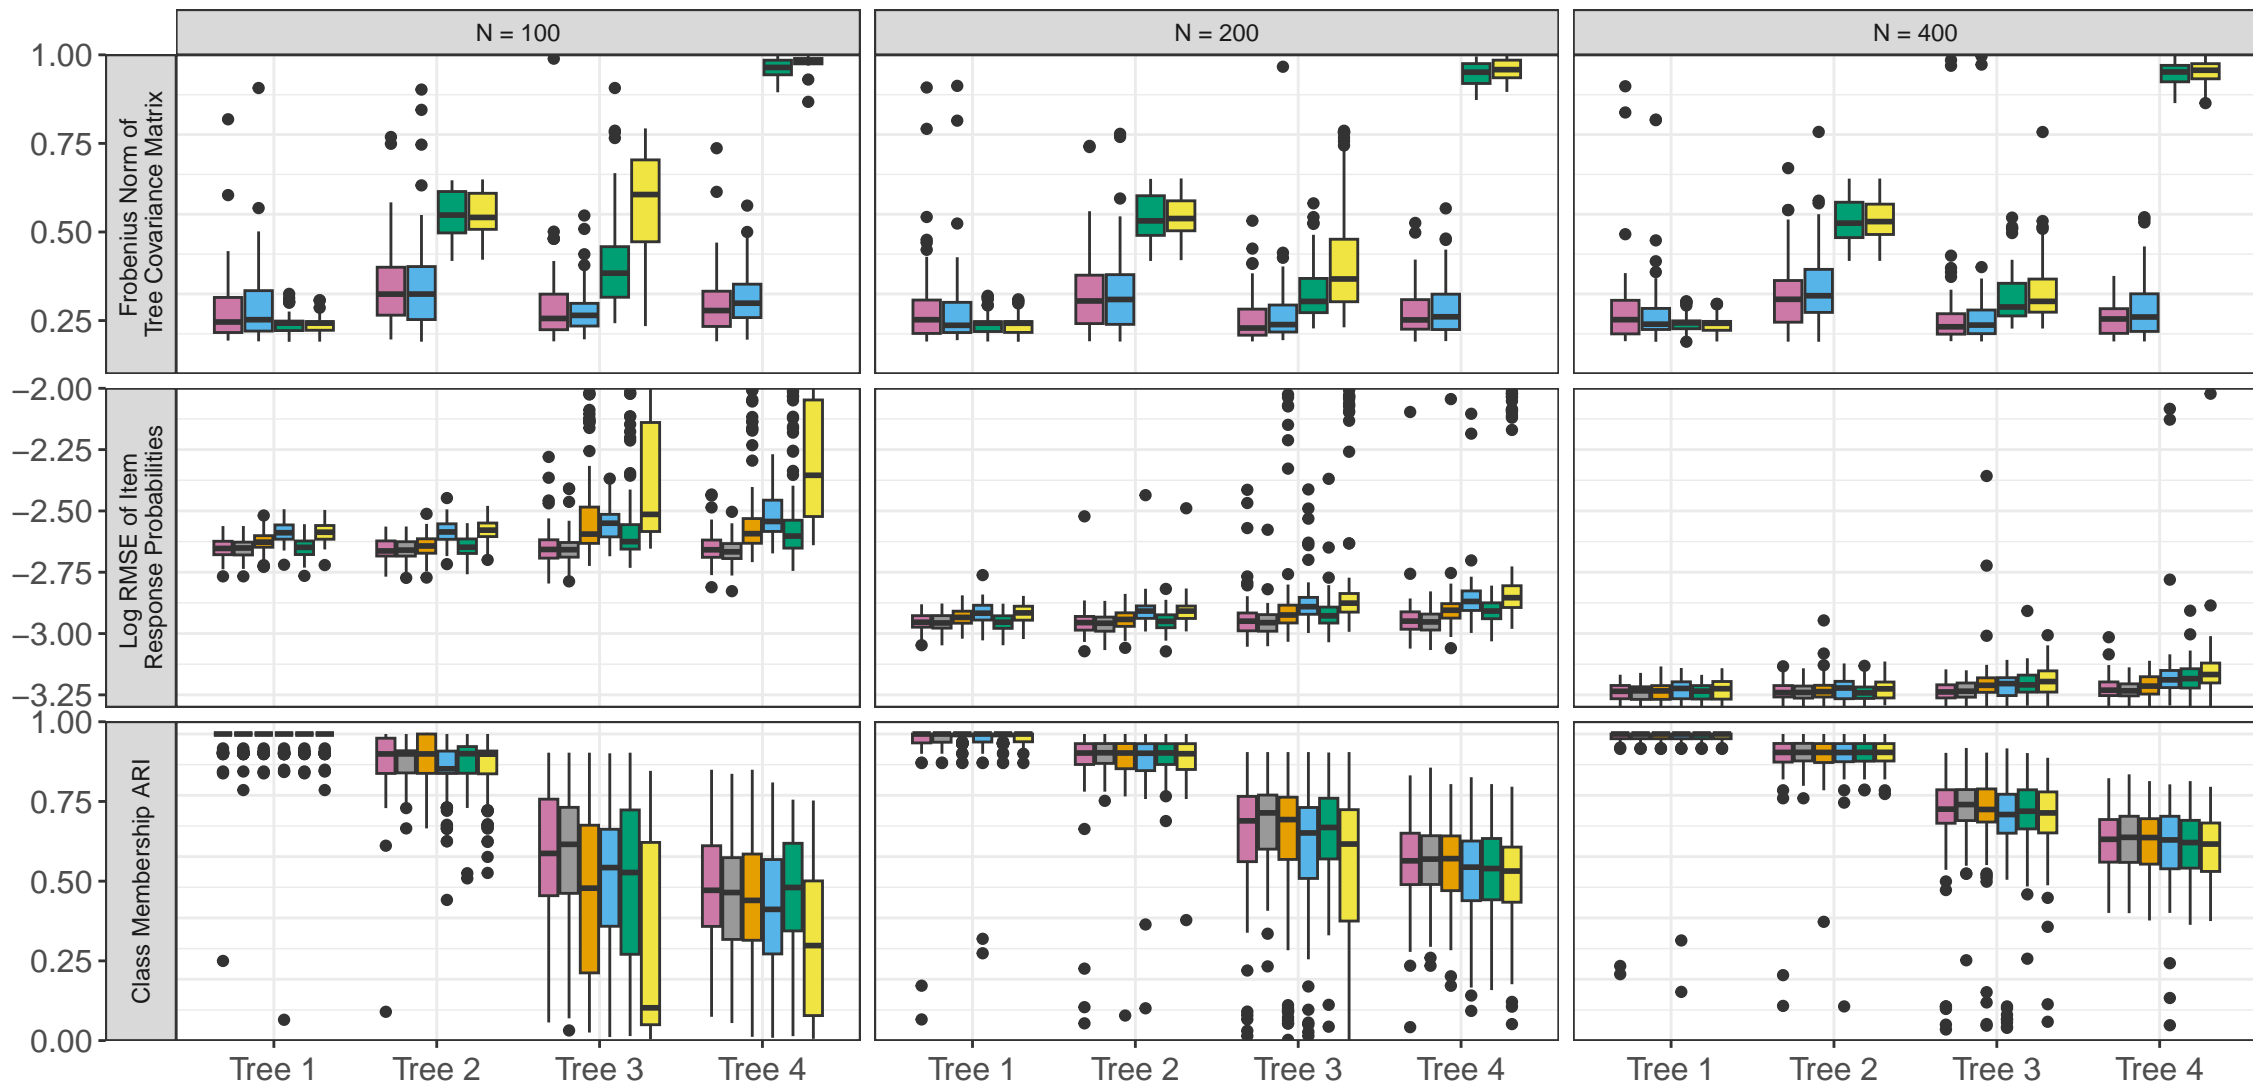 N = 100
N = 200
N = 400
Frobenius Norm of
Tree Covariance Matrix
1.00
0.75
0.50
0.25
Log RMSE of Item
Response Probabilities
−2.00
−2.25
−2.50
−2.75
−3.00
−3.25
Class Membership ARI
1.00
0.75
0.50
0.25
0.00
Tree 1
Tree 2
Tree 3
Tree 4
Tree 1
Tree 2
Tree 3
Tree 4
Tree 1
Tree 2
Tree 3
Tree 4